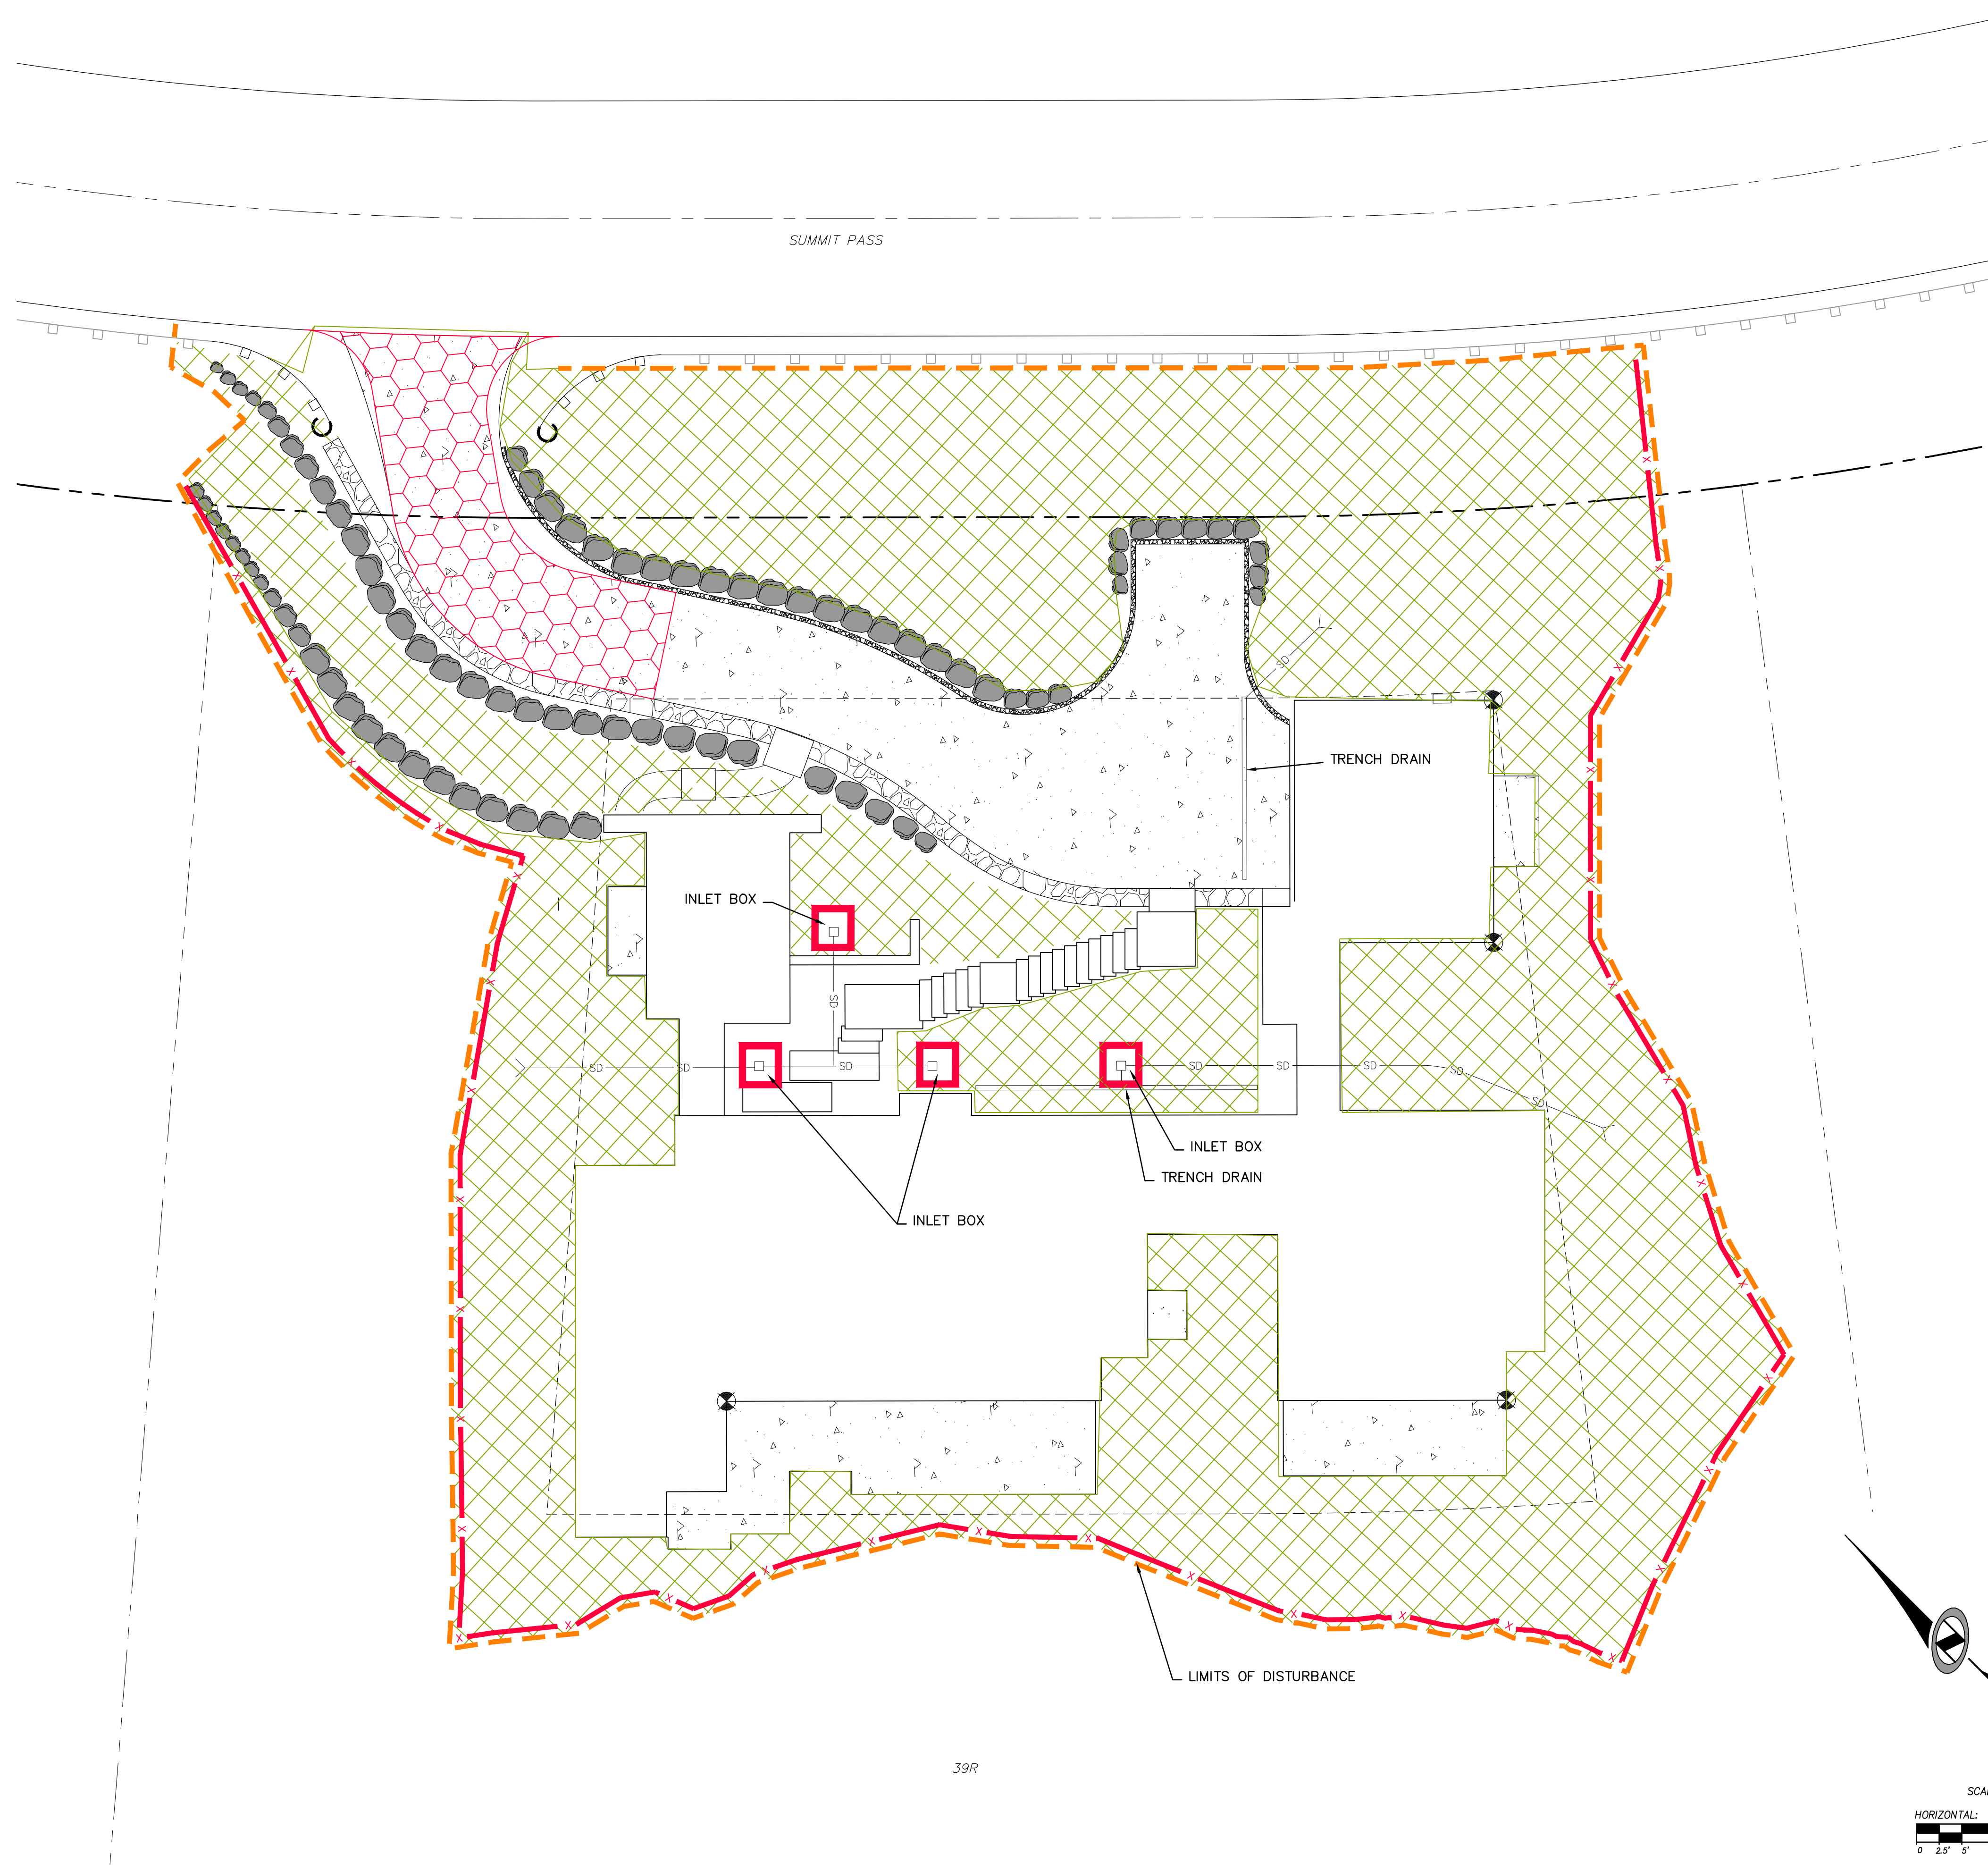 SUMMIT PASS
SD
TRENCH DRAIN
INLET BOX
SD
SD
SD
SD
SD
SD
SD
SD
SD
INLET BOX
TRENCH DRAIN
INLET BOX
LIMITS OF DISTURBANCE
39R
HORIZONTAL:
0 2.5' 5'